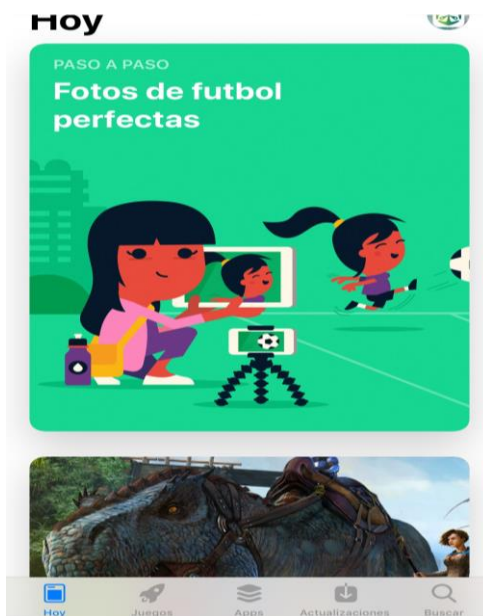 Hoy
PASO A PASO
Fotos de futbol
perfectas
Hoy
Juegos
Apps
Actualizaciones
Buscar